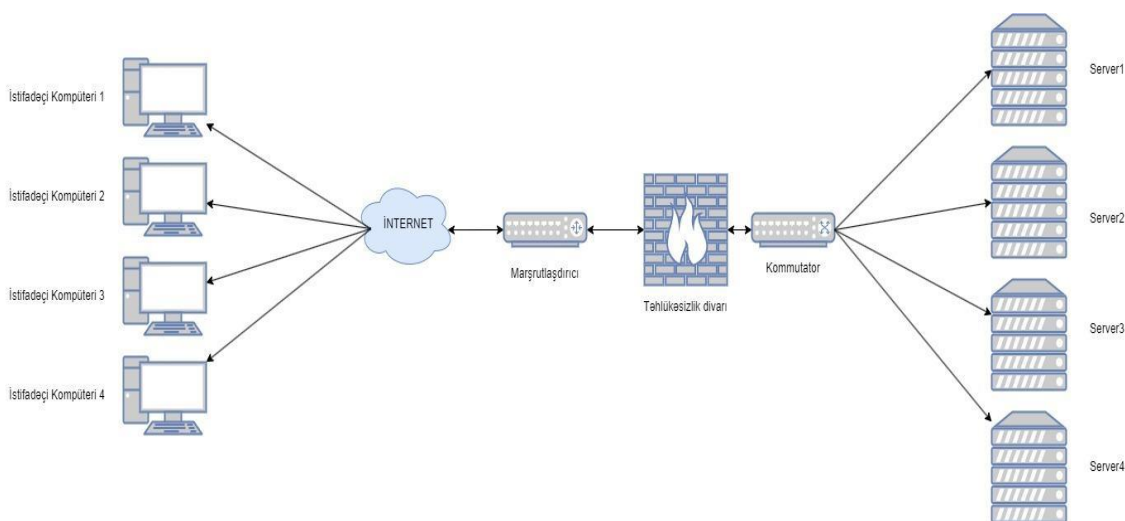 İstifadəçi Kompüteri 1
İstifadəçi Kompüteri 2
İstifadəçi Kompüteri 3
İstifadəçi Kompüteri 4
İNTERNET
Marşrutlaşdırıcı
Təhlükəsizlik divarı
Kommutator
Server1
Server2
Server3
Server4